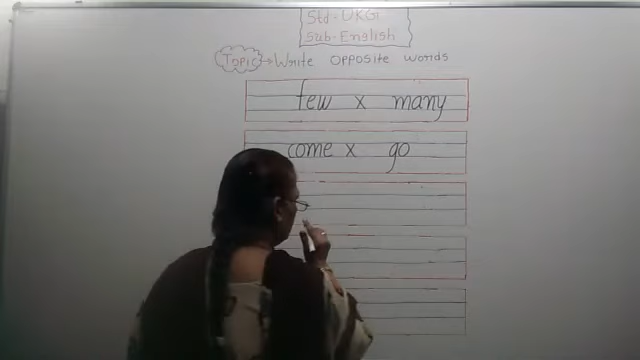 Std-UKG
Sub-English
Topic → Write opposite words
few x many
come x go